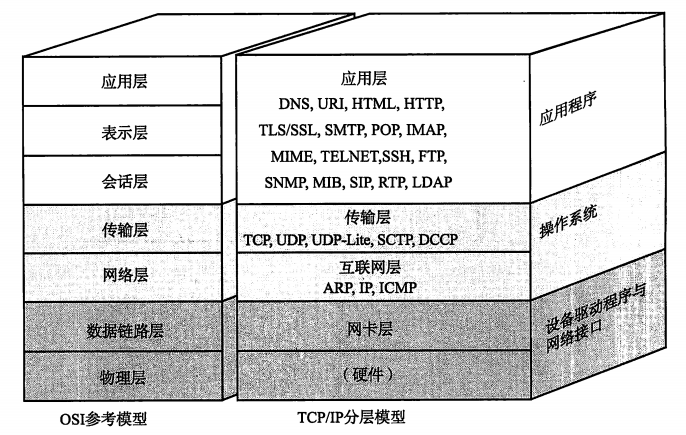 应用层
表示层
会话层
传输层
网络层
数据链路层
物理层
OSI参考模型
应用层
DNS, URI, HTML, HTTP,
TLS/SSL, SMTP, POP, IMAP,
MIME, TELNET,SSH, FTP,
SNMP, MIB, SIP, RTP, LDAP
传输层
TCP, UDP, UDP-Lite, SCTP, DCCP
互联网层
ARP, IP, ICMP
网卡层
（硬件）
TCP/IP分层模型
应用程序
操作系统
设备驱动程序与
网络接口